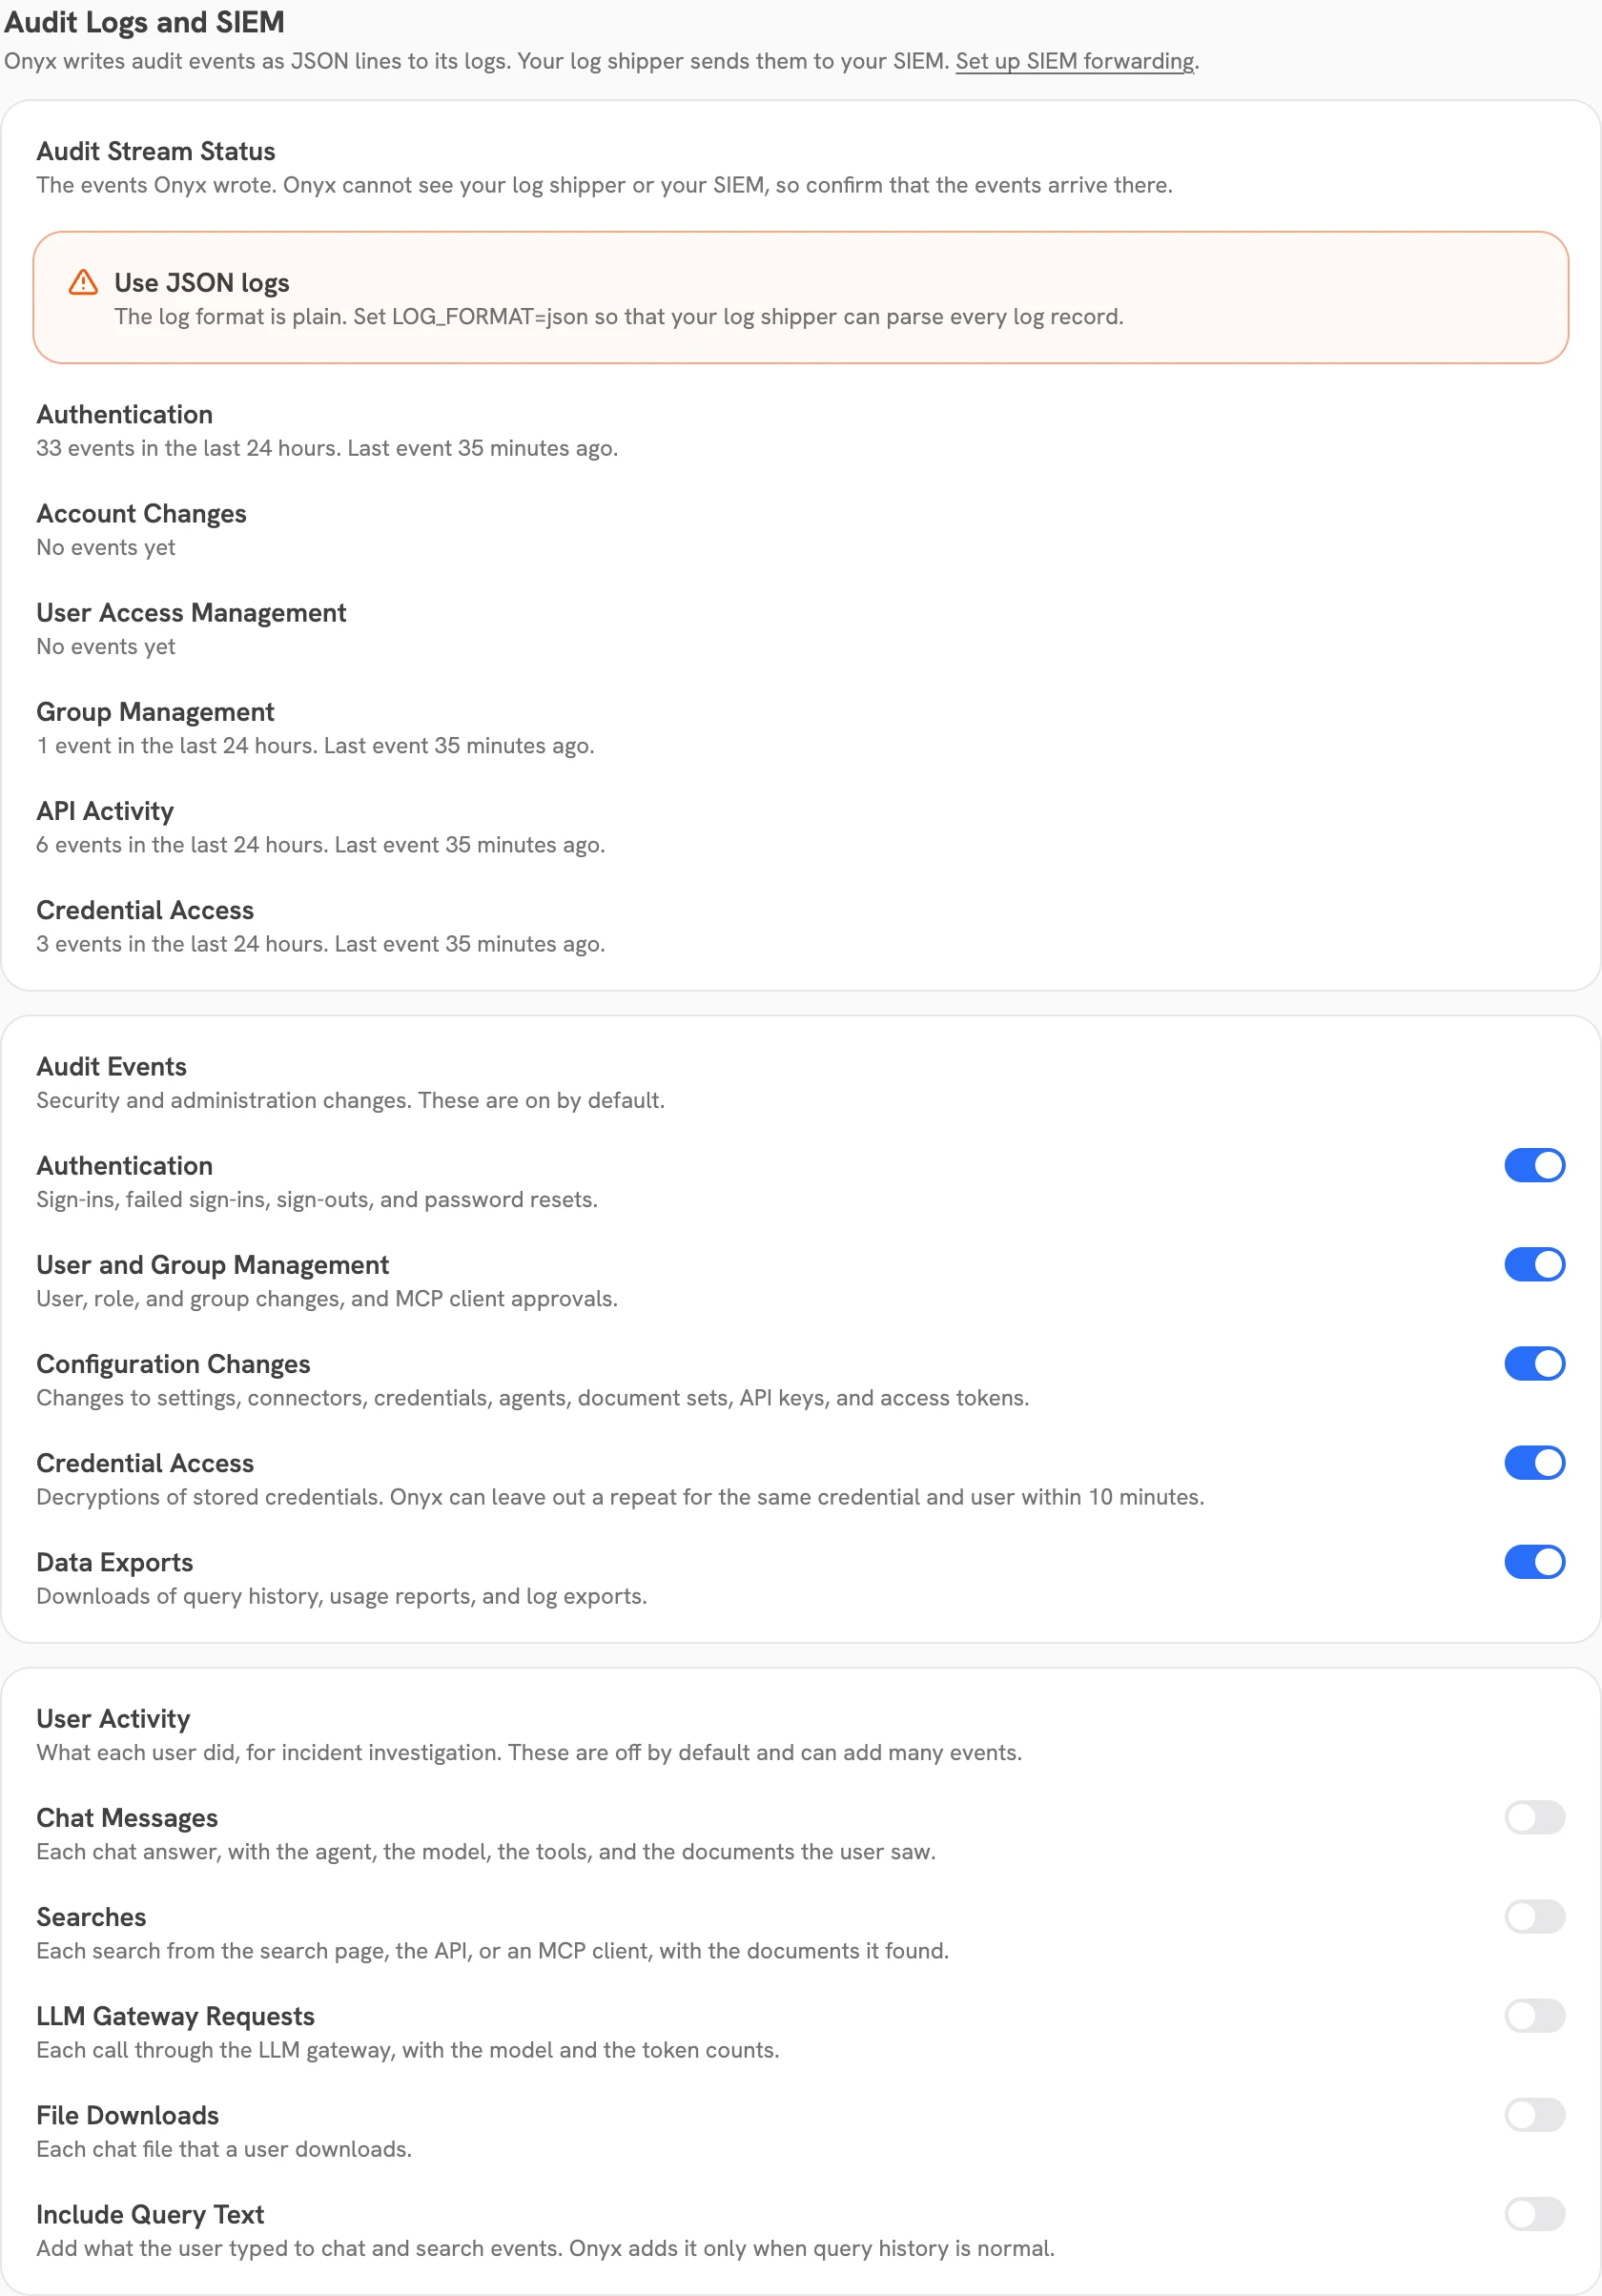 Audit Logs and SIEM
Onyx writes audit events as JSON lines to its logs. Your log shipper sends them to your SIEM. Set up SIEM forwarding.
Audit Stream Status
The events Onyx wrote. Onyx cannot see your log shipper or your SIEM, so confirm that the events arrive there.
Use JSON logs
The log format is plain. Set LOG_FORMAT=json so that your log shipper can parse every log record.
Authentication
33 events in the last 24 hours. Last event 35 minutes ago.
Account Changes
No events yet
User Access Management
No events yet
Group Management
1 event in the last 24 hours. Last event 35 minutes ago.
API Activity
6 events in the last 24 hours. Last event 35 minutes ago.
Credential Access
3 events in the last 24 hours. Last event 35 minutes ago.
Audit Events
Security and administration changes. These are on by default.
Authentication
Sign-ins, failed sign-ins, sign-outs, and password resets.
User and Group Management
User, role, and group changes, and MCP client approvals.
Configuration Changes
Changes to settings, connectors, credentials, agents, document sets, API keys, and access tokens.
Credential Access
Decryptions of stored credentials. Onyx can leave out a repeat for the same credential and user within 10 minutes.
Data Exports
Downloads of query history, usage reports, and log exports.
User Activity
What each user did, for incident investigation. These are off by default and can add many events.
Chat Messages
Each chat answer, with the agent, the model, the tools, and the documents the user saw.
Searches
Each search from the search page, the API, or an MCP client, with the documents it found.
LLM Gateway Requests
Each call through the LLM gateway, with the model and the token counts.
File Downloads
Each chat file that a user downloads.
Include Query Text
Add what the user typed to chat and search events. Onyx adds it only when query history is normal.